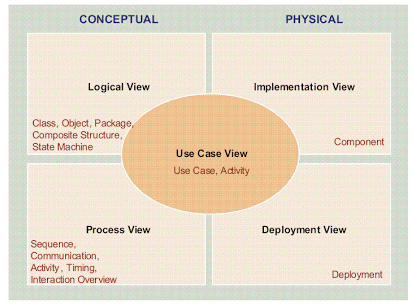 CONCEPTUAL
PHYSICAL
Logical View
Implementation View
Class, Object, Package,
Composite Structure,
State Machine
Component
Use Case View
Use Case, Activity
Process View
Deployment View
Sequence,
Communication,
Activity, Timing,
Interaction Overview
Deployment